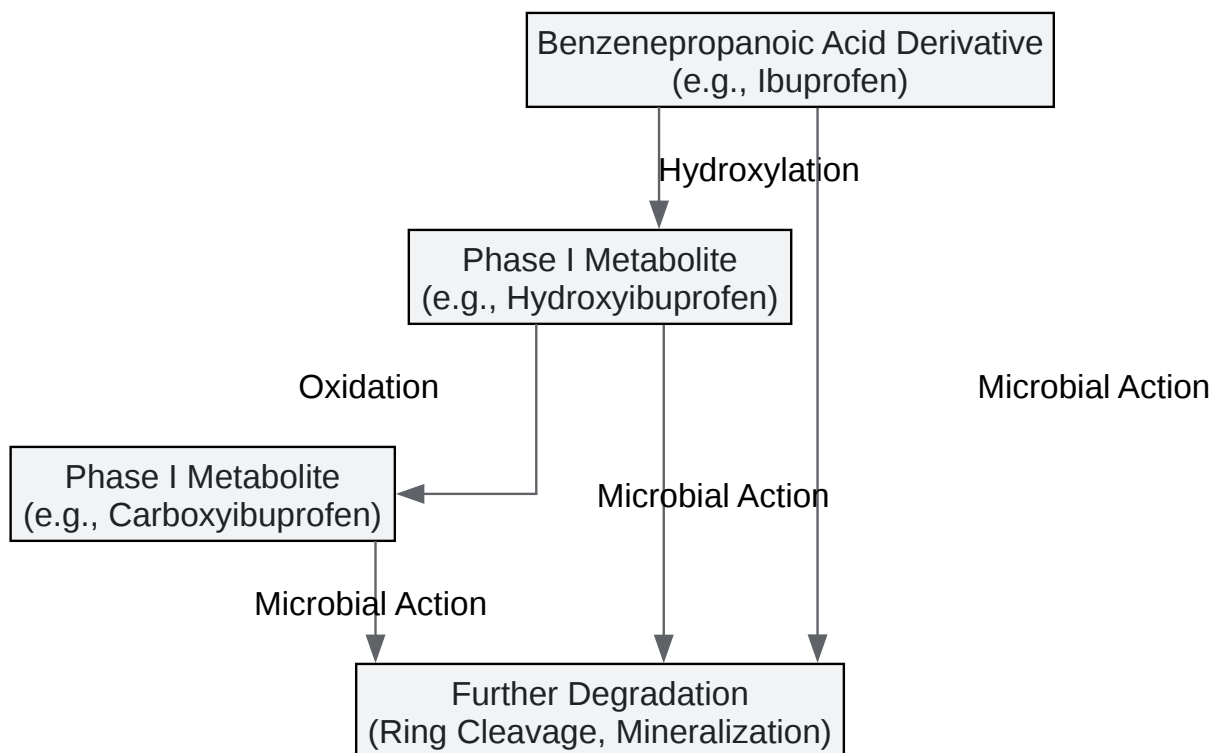 Benzenepropanoic Acid Derivative
(e.g., Ibuprofen)
Hydroxylation
Phase I Metabolite
(e.g., Hydroxyibuprofen)
Oxidation
Microbial Action
Phase I Metabolite
(e.g., Carboxyibuprofen)
Microbial Action
Microbial Action
Further Degradation
(Ring Cleavage, Mineralization)